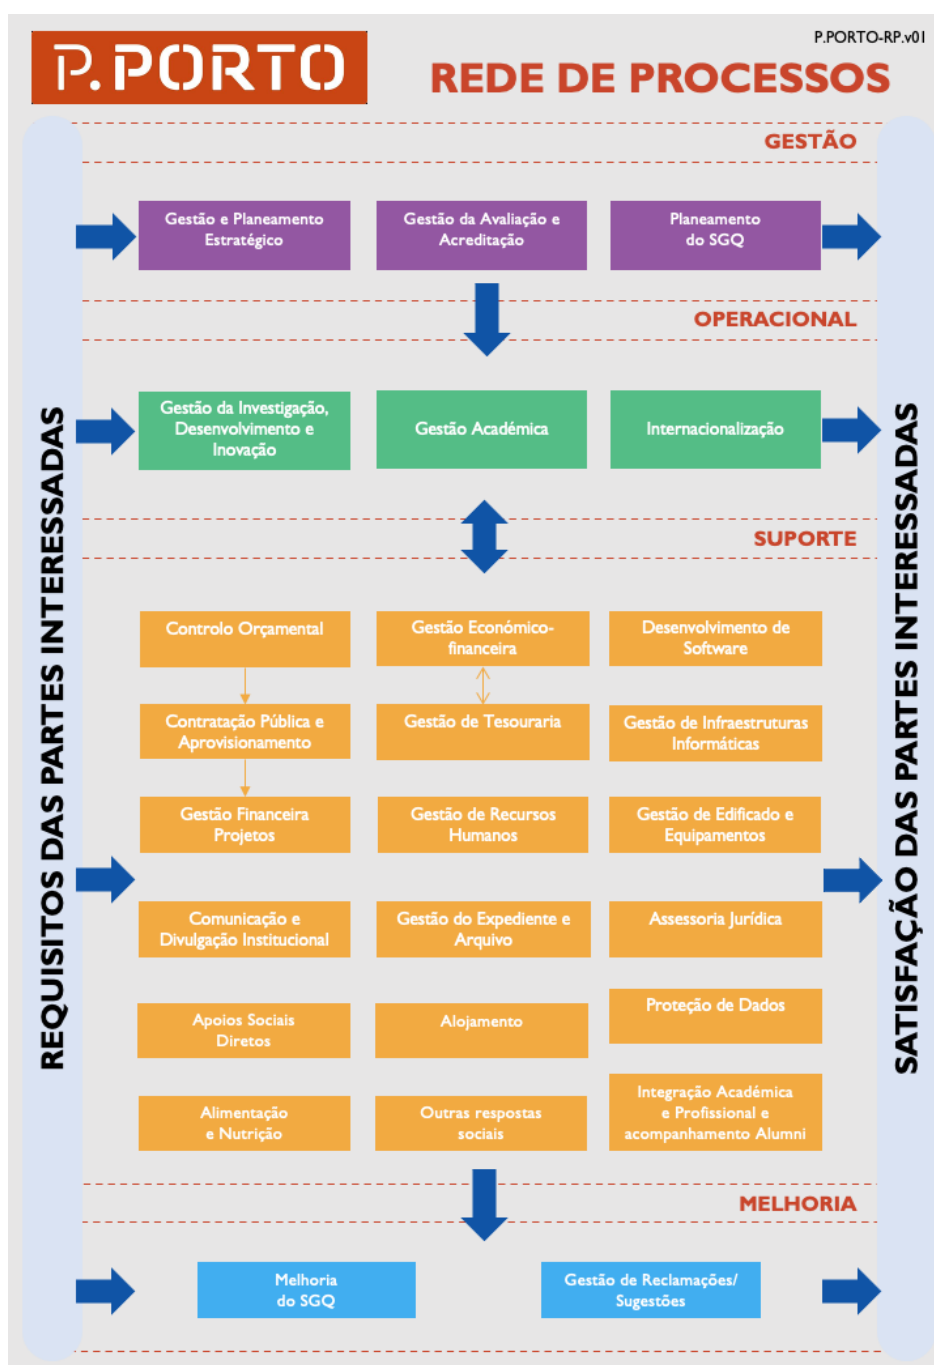 P.PORTO-RP.v01
P.PORTO
REDE DE PROCESSOS
GESTÃO
Gestão e Planeamento
Estratégico
Gestão da Avaliação e
Acreditação
Planeamento
do SGQ
OPERACIONAL
Gestão da Investigação,
Desenvolvimento e
Inovação
Gestão Académica
Internacionalização
SUPORTE
Controlo Orçamental
Gestão Económico-
financeira
Desenvolvimento de
Software
Contratação Pública e
Aprovisionamento
Gestão de Tesouraria
Gestão de Infraestruturas
Informáticas
Gestão Financeira
Projetos
Gestão de Recursos
Humanos
Gestão de Edificado e
Equipamentos
Comunicação e
Divulgação Institucional
Gestão do Expediente e
Arquivo
Assessoria Jurídica
Apoios Sociais
Diretos
Alojamento
Proteção de Dados
Alimentação
e Nutrição
Outras respostas
sociais
Integração Académica
e Profissional e
acompanhamento Alumni
MELHORIA
Melhoria
do SGQ
Gestão de Reclamações/
Sugestões
REQUISITOS DAS PARTES INTERESSADAS
SATISFAÇÃO DAS PARTES INTERESSADAS